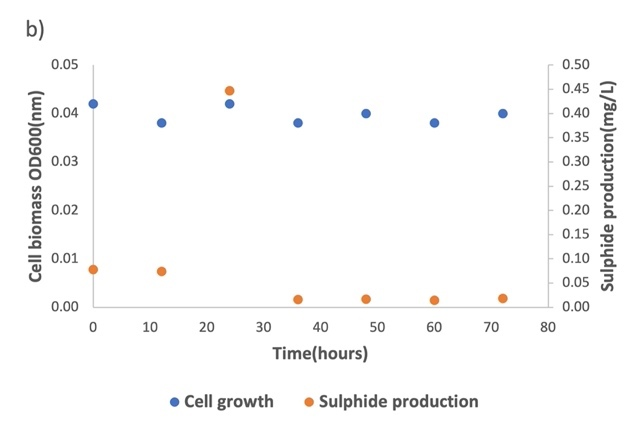 b)
0.05
0.04
0.03
0.02
0.01
0.00
Cell biomass OD600(nm)
0.50
0.45
0.40
0.35
0.30
0.25
0.20
0.15
0.10
0.05
0.00
Sulphide production(mg/L)
0 10 20 30 40 50 60 70 80
Time(hours)
Cell growth Sulphide production